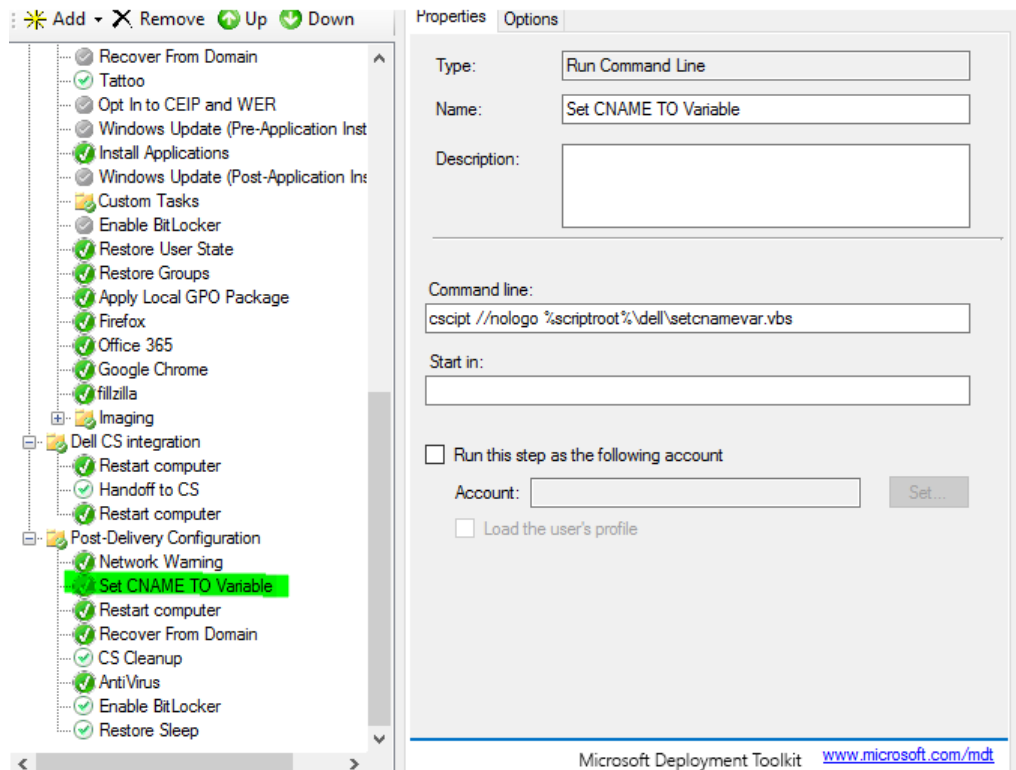 Add Remove Up Down
Recover From Domain
Tattoo
Opt In to CEIP and WER
Windows Update (Pre-Application Inst
Install Applications
Windows Update (Post-Application Ins
Custom Tasks
Enable BitLocker
Restore User State
Restore Groups
Apply Local GPO Package
Firefox
Office 365
Google Chrome
fillzilla
Imaging
Dell CS integration
Restart computer
Handoff to CS
Restart computer
Post-Delivery Configuration
Network Warning
Set CNAME TO Variable
Restart computer
Recover From Domain
CS Cleanup
AntiVirus
Enable BitLocker
Restore Sleep
Properties Options
Type: Run Command Line
Name: Set CNAME TO Variable
Description:
Command line:
cscipt //nologo %scriptroot%\dell\setcnamevar.vbs
Start in:
Run this step as the following account
Account: Set...
Load the user's profile
Microsoft Deployment Toolkit www.microsoft.com/mdt